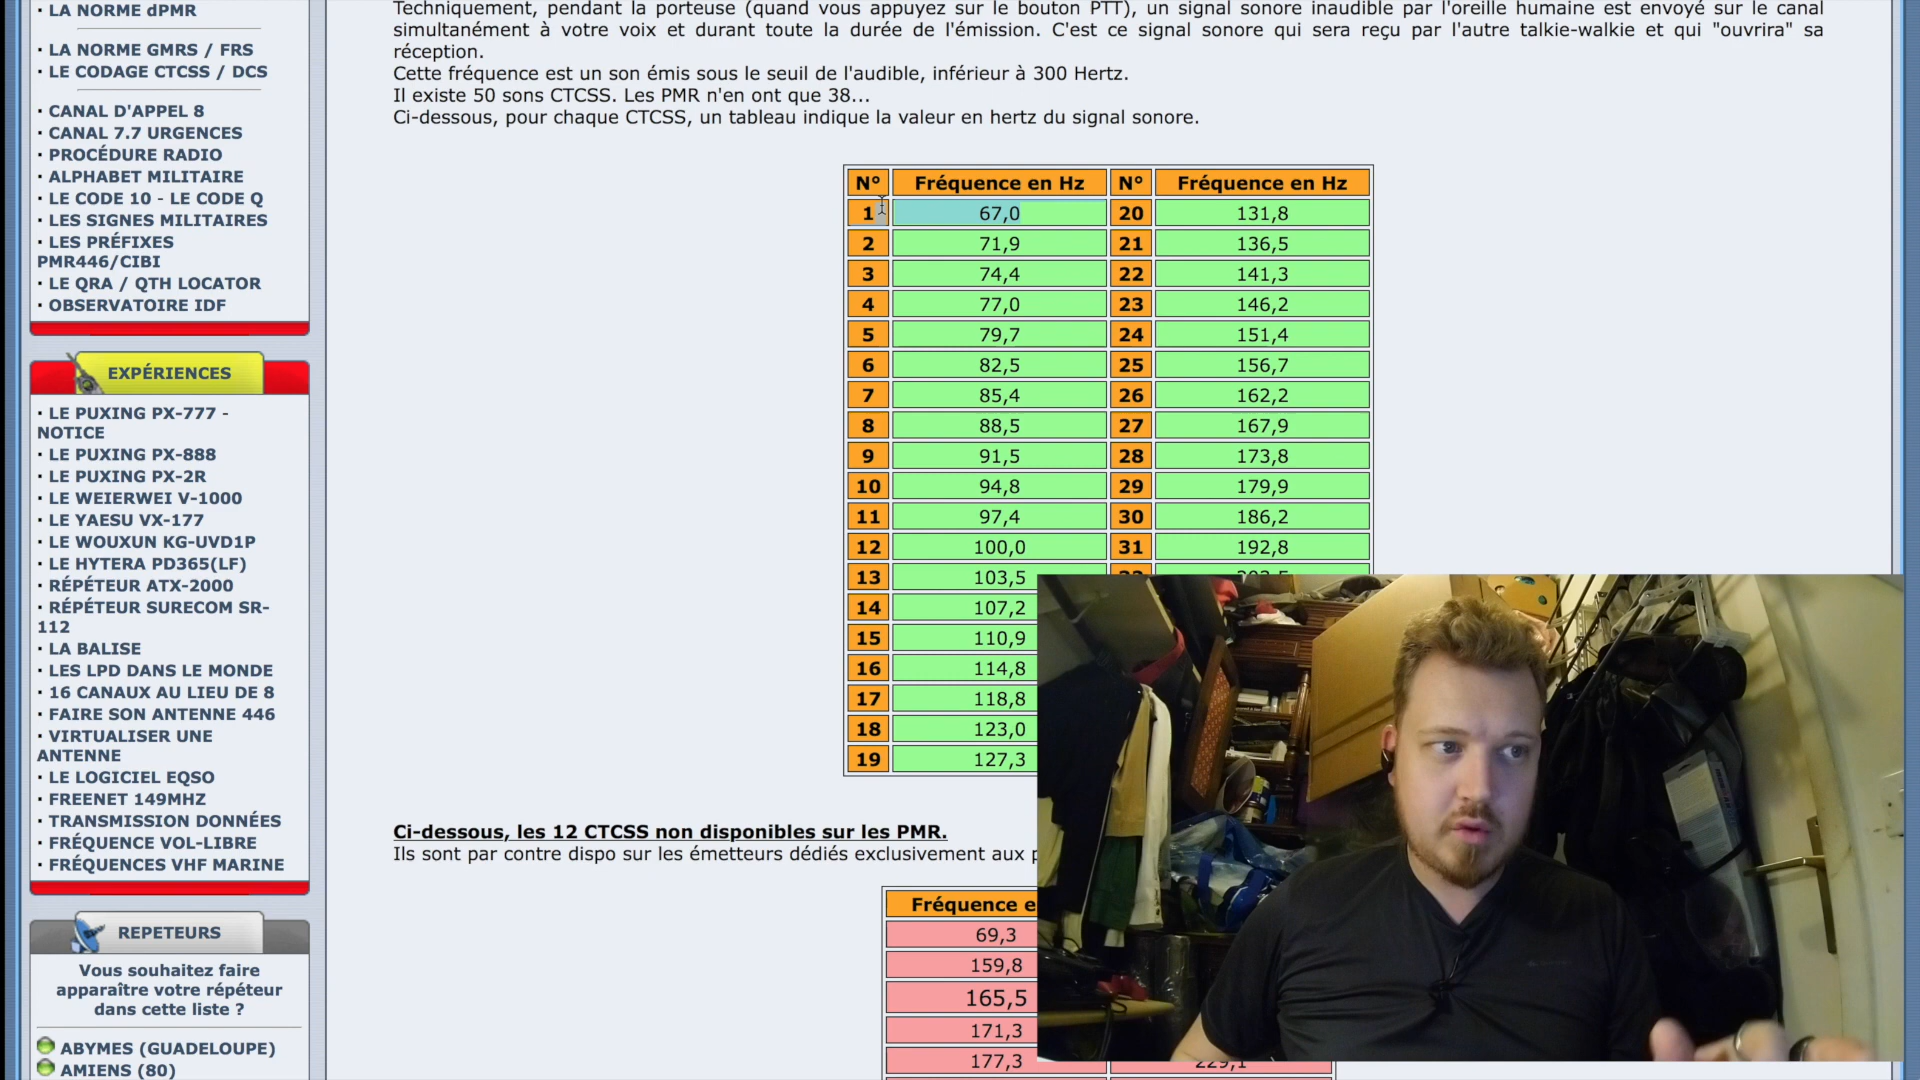 · LA NORME dPMR
· LA NORME GMRS / FRS
· LE CODAGE CTCSS / DCS
· CANAL D'APPEL 8
· CANAL 7.7 URGENCES
· PROCÉDURE RADIO
· ALPHABET MILITAIRE
· LE CODE 10 - LE CODE Q
· LES SIGNES MILITAIRES
· LES PRÉFIXES
PMR446/CIBI
· LE QRA / QTH LOCATOR
· OBSERVATOIRE IDF
EXPÉRIENCES
· LE PUXING PX-777 -
NOTICE
· LE PUXING PX-888
· LE PUXING PX-2R
· LE WEIERWEI V-1000
· LE YAESU VX-177
· LE WOUXUN KG-UVD1P
· LE HYTERA PD365(LF)
· RÉPÉTEUR ATX-2000
· RÉPÉTEUR SURECOM SR-
112
· LA BALISE
· LES LPD DANS LE MONDE
· 16 CANAUX AU LIEU DE 8
· FAIRE SON ANTENNE 446
· VIRTUALISER UNE
ANTENNE
· LE LOGICIEL EQSO
· FREENET 149MHZ
· TRANSMISSION DONNÉES
· FRÉQUENCE VOL-LIBRE
· FRÉQUENCES VHF MARINE
REPETEURS
Vous souhaitez faire
apparaître votre répéteur
dans cette liste ?
ABYMES (GUADELOUPE)
AMIENS (80)
Techniquement, pendant la porteuse (quand vous appuyez sur le bouton PTT), un signal sonore inaudible par l'oreille humaine est envoyé sur le canal
simultanément à votre voix et durant toute la durée de l'émission. C'est ce signal sonore qui sera reçu par l'autre talkie-walkie et qui "ouvrira" sa
réception.
Cette fréquence est un son émis sous le seuil de l'audible, inférieur à 300 Hertz.
Il existe 50 sons CTCSS. Les PMR n'en ont que 38...
Ci-dessous, pour chaque CTCSS, un tableau indique la valeur en hertz du signal sonore.
N° Fréquence en Hz N° Fréquence en Hz
1 67,0 20 131,8
2 71,9 21 136,5
3 74,4 22 141,3
4 77,0 23 146,2
5 79,7 24 151,4
6 82,5 25 156,7
7 85,4 26 162,2
8 88,5 27 167,9
9 91,5 28 173,8
10 94,8 29 179,9
11 97,4 30 186,2
12 100,0 31 192,8
13 103,5
14 107,2
15 110,9
16 114,8
17 118,8
18 123,0
19 127,3
Ci-dessous, les 12 CTCSS non disponibles sur les PMR.
Ils sont par contre dispo sur les émetteurs dédiés exclusivement aux
Fréquence e
69,3
159,8
165,5
171,3
177,3 229,1